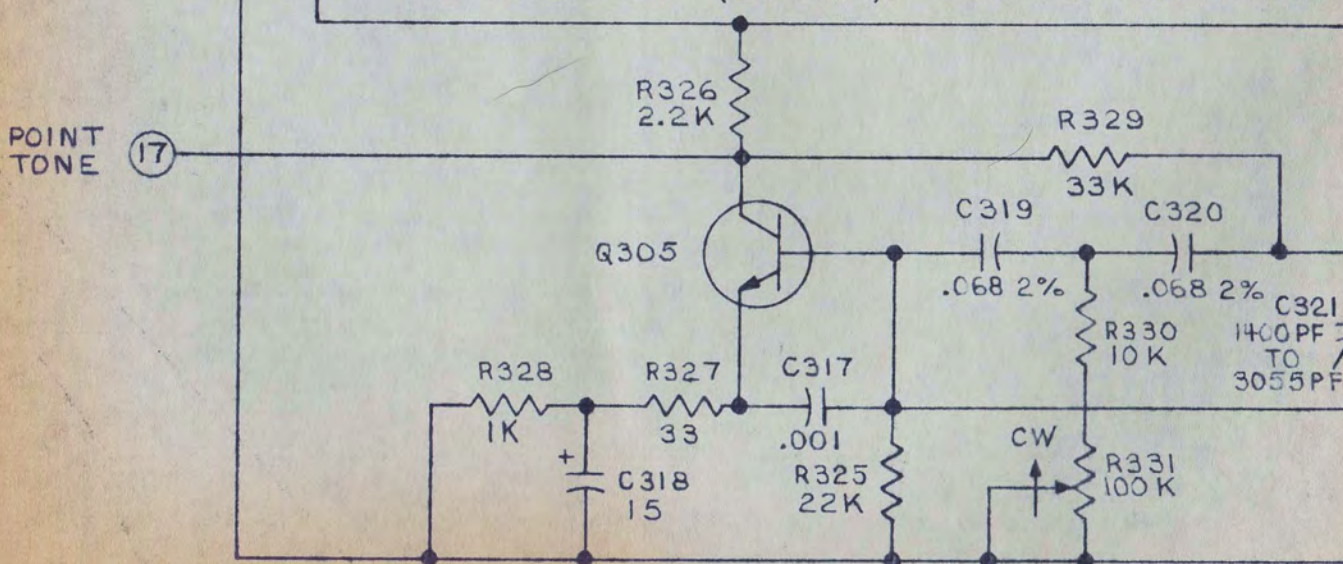 R326
2.2K
POINT
TONE
17
R329
33K
C319
.068 2%
C320
.068 2%
Q305
C321
1400PF
TO
3055PF
R330
10K
R328
1K
R327
33
C317
.001
+
C318
15
R325
22K
CW
R331
100K